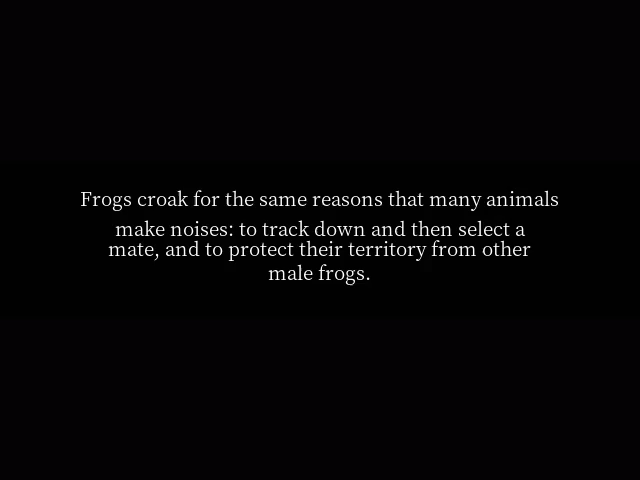 Frogs croak for the same reasons that many animals
make noises: to track down and then select a
mate, and to protect their territory from other
male frogs.